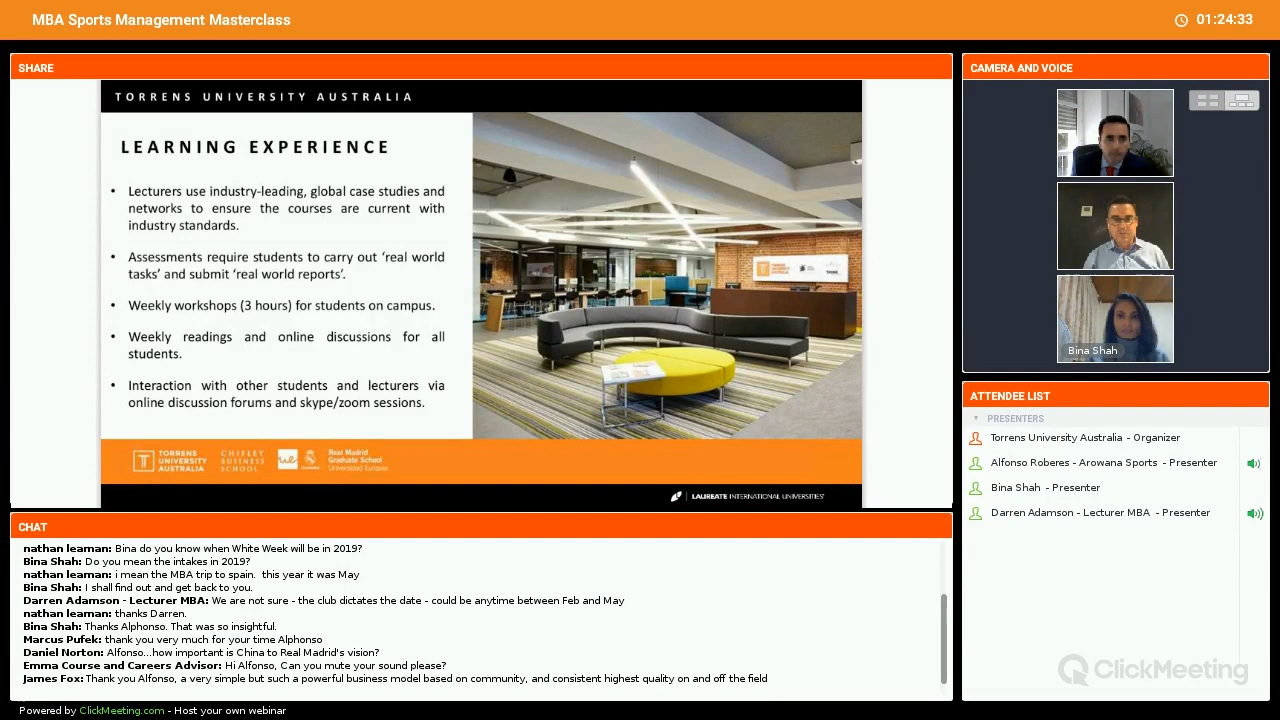 MBA Sports Management Masterclass
01:24:33
SHARE
TORRENS UNIVERSITY AUSTRALIA
LEARNING EXPERIENCE
• Lecturers use industry-leading, global case studies and
networks to ensure the courses are current with
industry standards.
• Assessments require students to carry out ‘real world
tasks’ and submit ‘real world reports’.
• Weekly workshops (3 hours) for students on campus.
• Weekly readings and online discussions for all
students.
• Interaction with other students and lecturers via
online discussion forums and skype/zoom sessions.
TORRENS
UNIVERSITY
AUSTRALIA
CHIFLEY
BUSINESS
SCHOOL
ue
Real Madrid
Graduate School
Universidad Europea
LAUREATE INTERNATIONAL UNIVERSITIES
CAMERA AND VOICE
Bina Shah
ATTENDEE LIST
PRESENTERS
Torrens University Australia - Organizer
Alfonso Roberes - Arowana Sports - Presenter
Bina Shah - Presenter
Darren Adamson - Lecturer MBA - Presenter
ClickMeeting
CHAT
nathan leaman: Bina do you know when White Week will be in 2019?
Bina Shah: Do you mean the intakes in 2019?
nathan leaman: i mean the MBA trip to spain. this year it was May
Bina Shah: I shall find out and get back to you.
Darren Adamson - Lecturer MBA: We are not sure - the club dictates the date - could be anytime between Feb and May
nathan leaman: thanks Darren.
Bina Shah: Thanks Alphonso. That was so insightful.
Marcus Pufek: thank you very much for your time Alphonso
Daniel Norton: Alfonso...how important is China to Real Madrid's vision?
Emma Course and Careers Advisor: Hi Alfonso, Can you mute your sound please?
James Fox: Thank you Alfonso, a very simple but such a powerful business model based on community, and consistent highest quality on and off the field
Powered by ClickMeeting.com - Host your own webinar